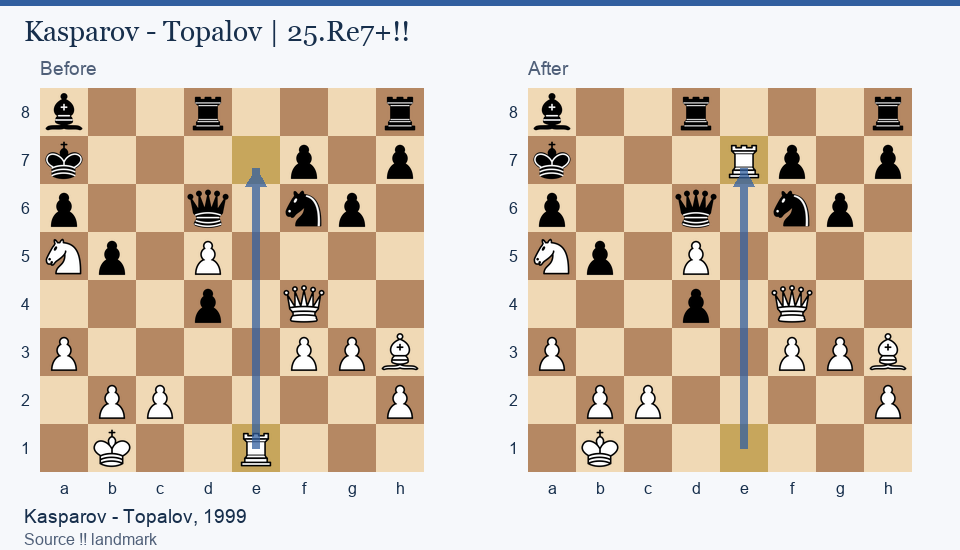 Kasparov - Topalov | 25.Re7+!!
Before
After
8
7
6
5
4
3
2
1
a b c d e f g h
8
7
6
5
4
3
2
1
a b c d e f g h
Kasparov - Topalov, 1999
Source !! landmark